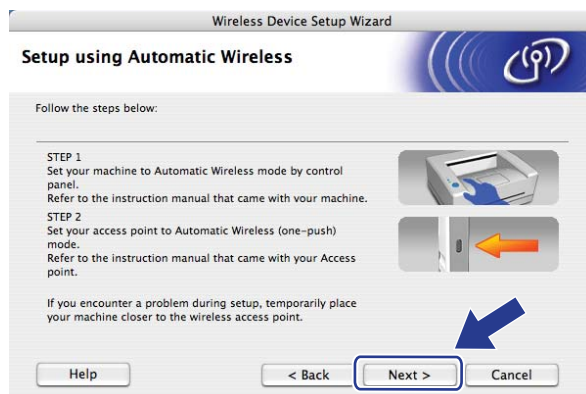 Wireless Device Setup Wizard
Setup using Automatic Wireless
Follow the steps below:
STEP 1
Set your machine to Automatic Wireless mode by control
panel.
Refer to the instruction manual that came with your machine.
STEP 2
Set your access point to Automatic Wireless (one-push)
mode.
Refer to the instruction manual that came with your Access
point.
If you encounter a problem during setup, temporarily place
your machine closer to the wireless access point.
Help
< Back
Next >
Cancel